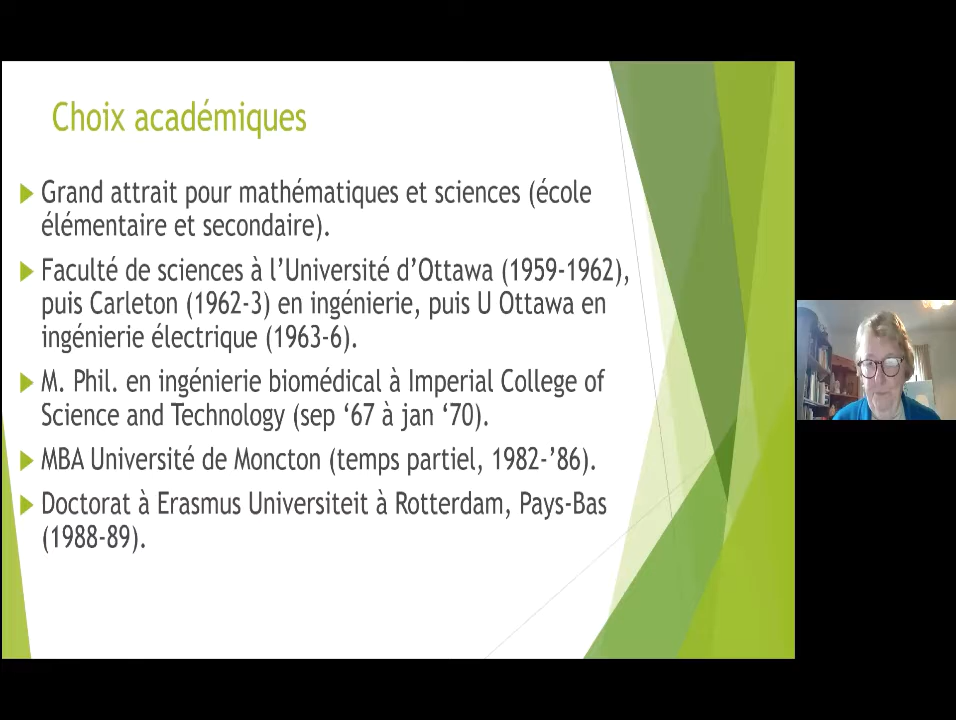 Choix académiques
Grand attrait pour mathématiques et sciences (école
élémentaire et secondaire).
Faculté de sciences à l’Université d’Ottawa (1959-1962),
puis Carleton (1962-3) en ingénierie, puis U Ottawa en
ingénierie électrique (1963-6).
M. Phil. en ingénierie biomédical à Imperial College of
Science and Technology (sep ‘67 à jan ‘70).
MBA Université de Moncton (temps partiel, 1982-’86).
Doctorat à Erasmus Universiteit à Rotterdam, Pays-Bas
(1988-89).